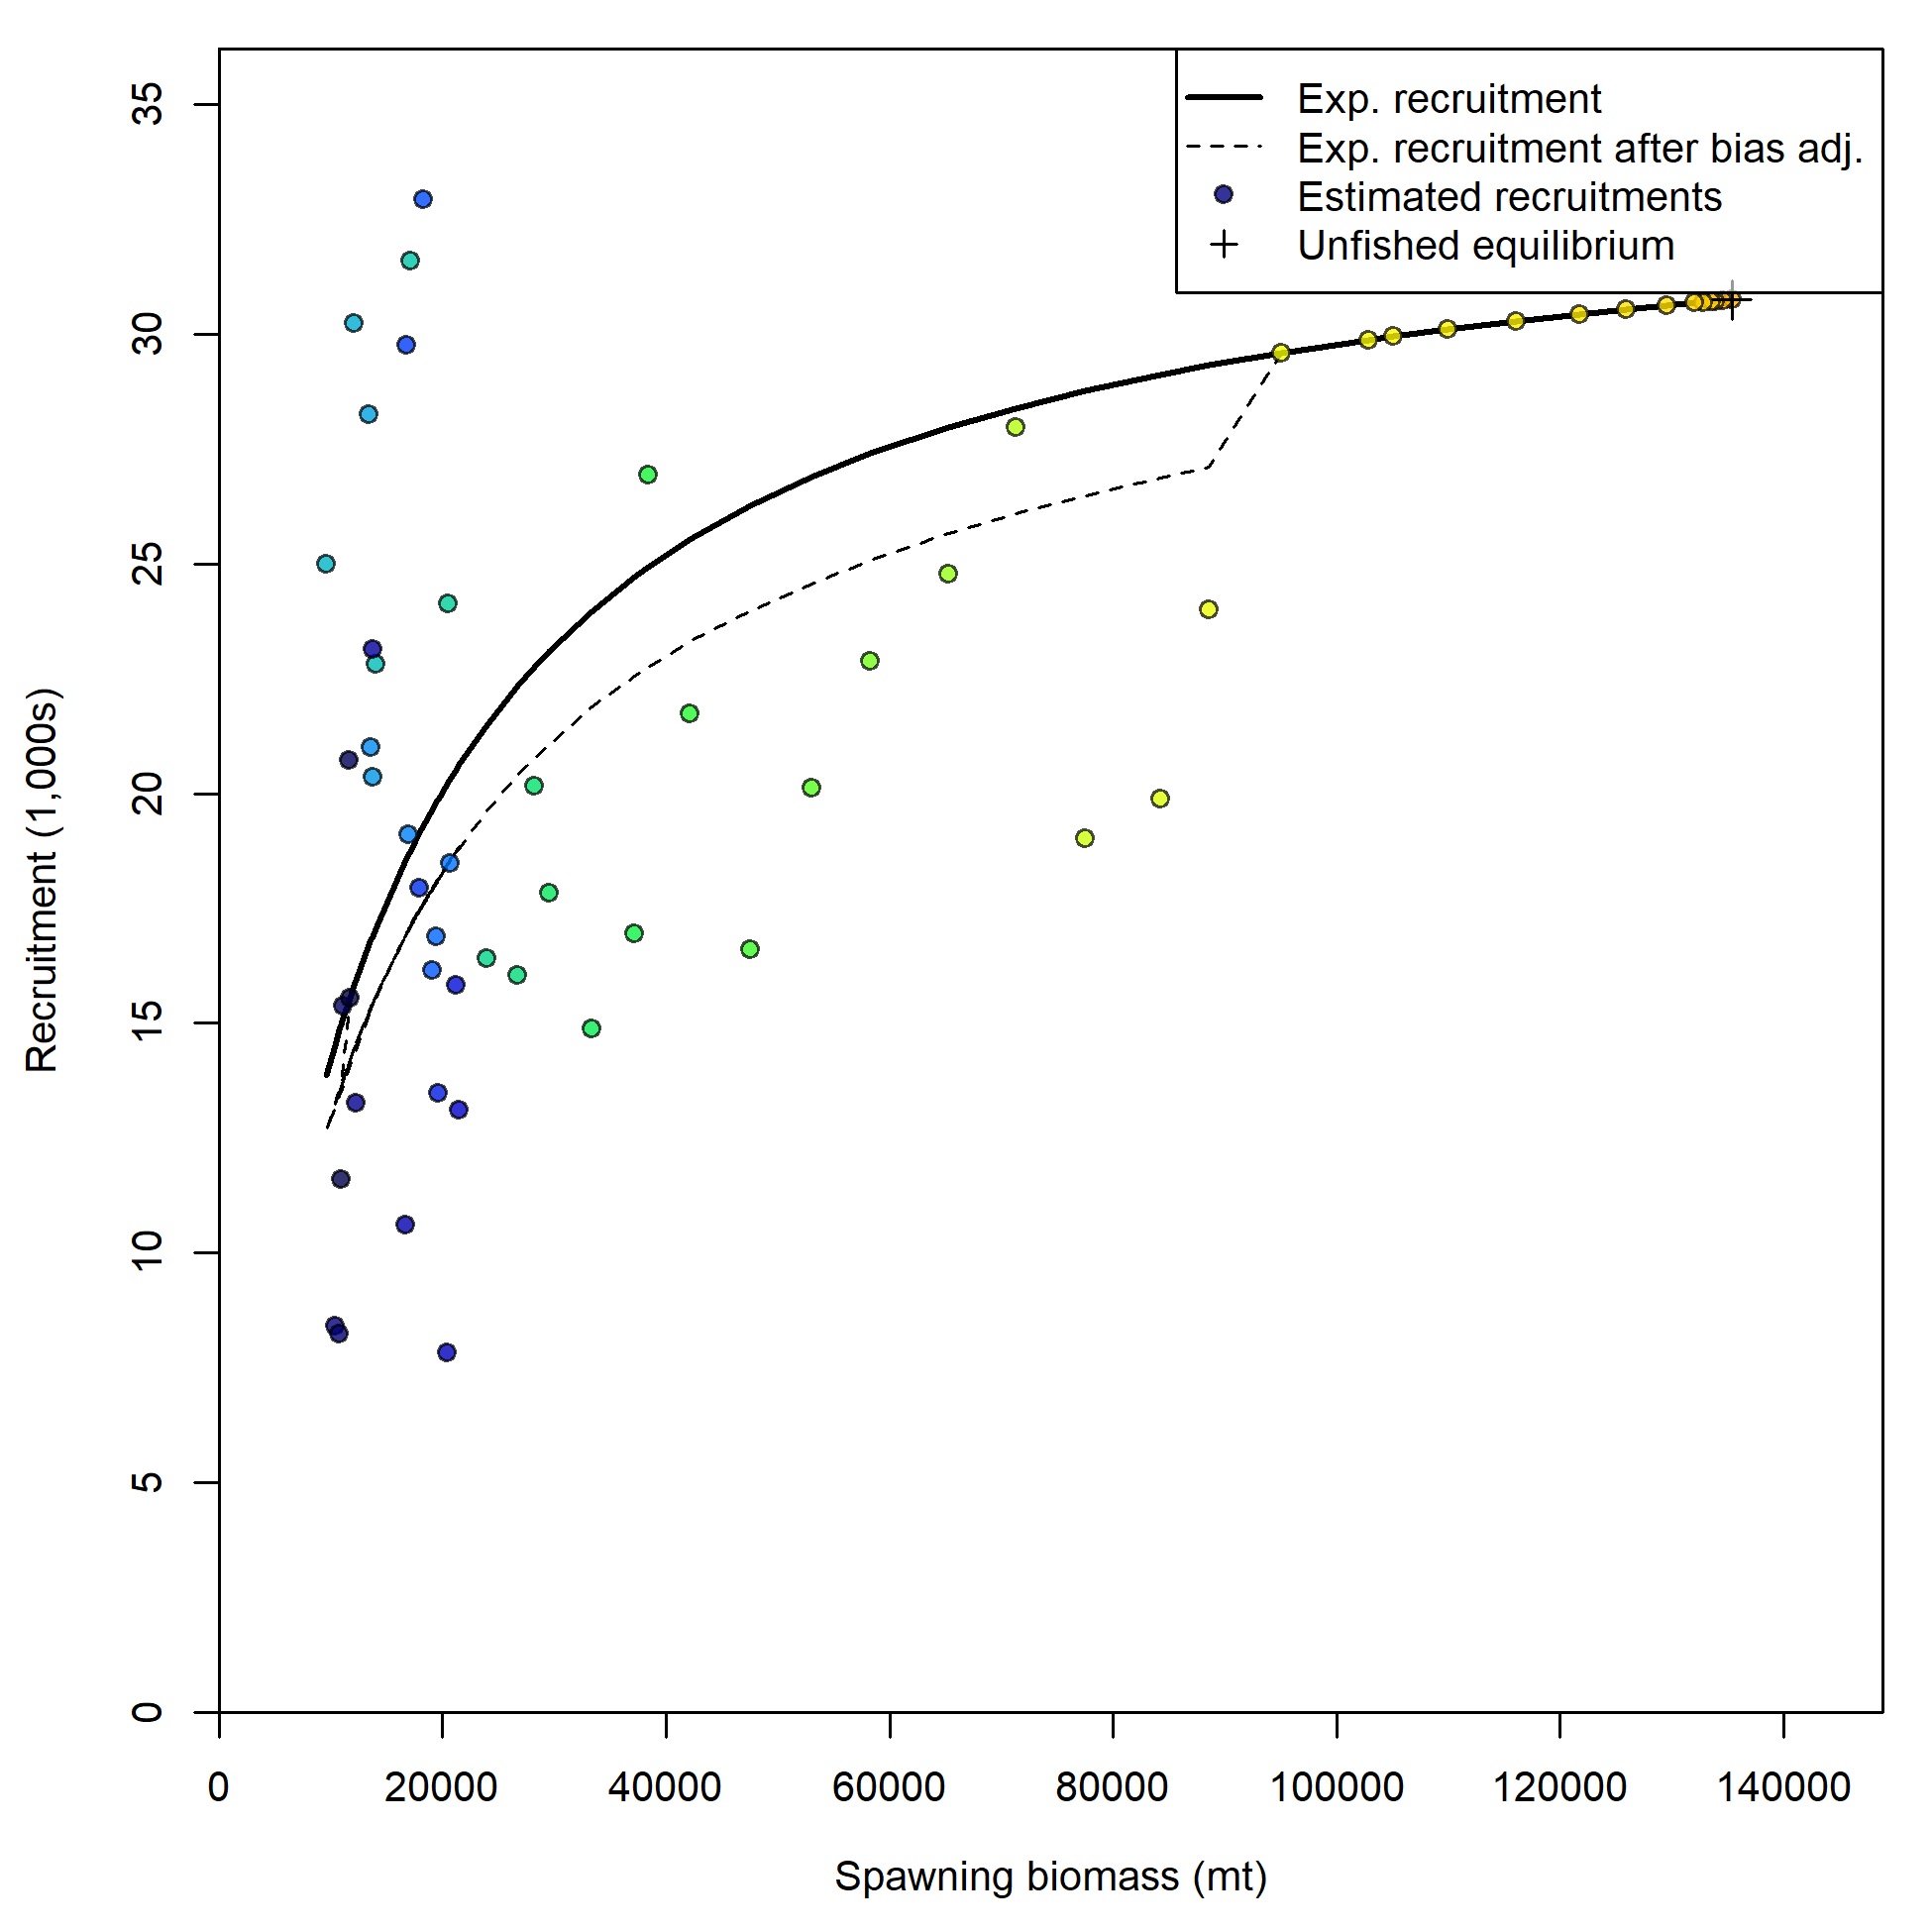 Exp. recruitment
Exp. recruitment after bias adj.
Estimated recruitments
Unfished equilibrium
35
30
25
20
15
10
5
0
Recruitment (1,000s)
0 20000 40000 60000 80000 100000 120000 140000
Spawning biomass (mt)